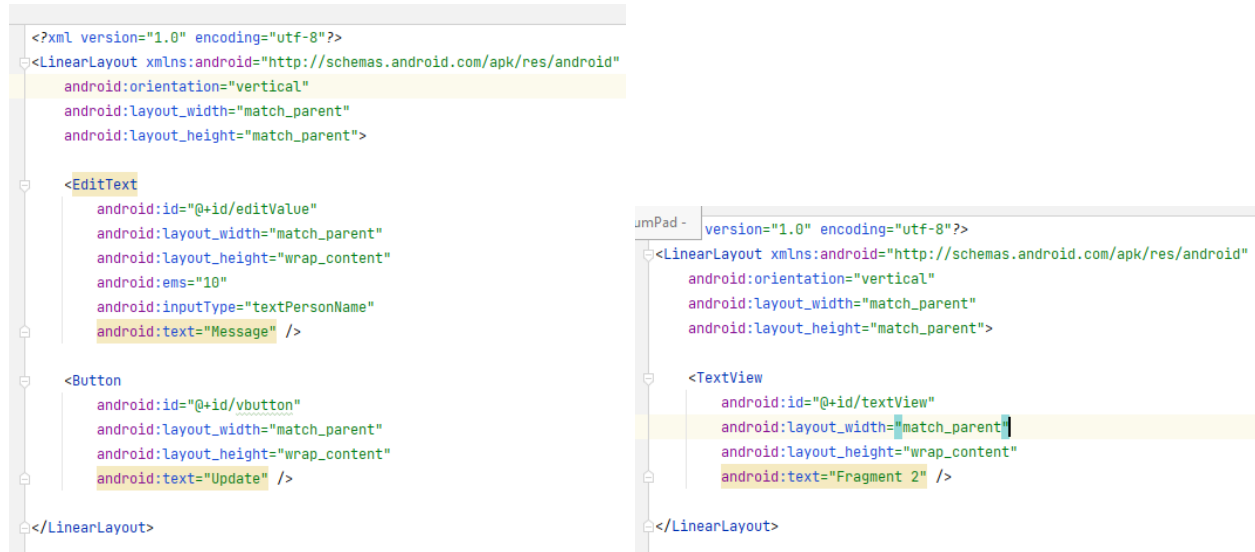 <?xml version="1.0" encoding="utf-8"?>
<LinearLayout xmlns:android="http://schemas.android.com/apk/res/android"
android:orientation="vertical"
android:layout_width="match_parent"
android:layout_height="match_parent">
<EditText
android:id="@+id/editValue"
android:layout_width="match_parent"
android:layout_height="wrap_content"
android:ems="10"
android:inputType="textPersonName"
android:text="Message" />
<Button
android:id="@+id/vbutton"
android:layout_width="match_parent"
android:layout_height="wrap_content"
android:text="Update" />
</LinearLayout>
umPad -
version="1.0" encoding="utf-8"?>
<LinearLayout xmlns:android="http://schemas.android.com/apk/res/android"
android:orientation="vertical"
android:layout_width="match_parent"
android:layout_height="match_parent">
<TextView
android:id="@+id/textView"
android:layout_width="match_parent"
android:layout_height="wrap_content"
android:text="Fragment 2" />
</LinearLayout>